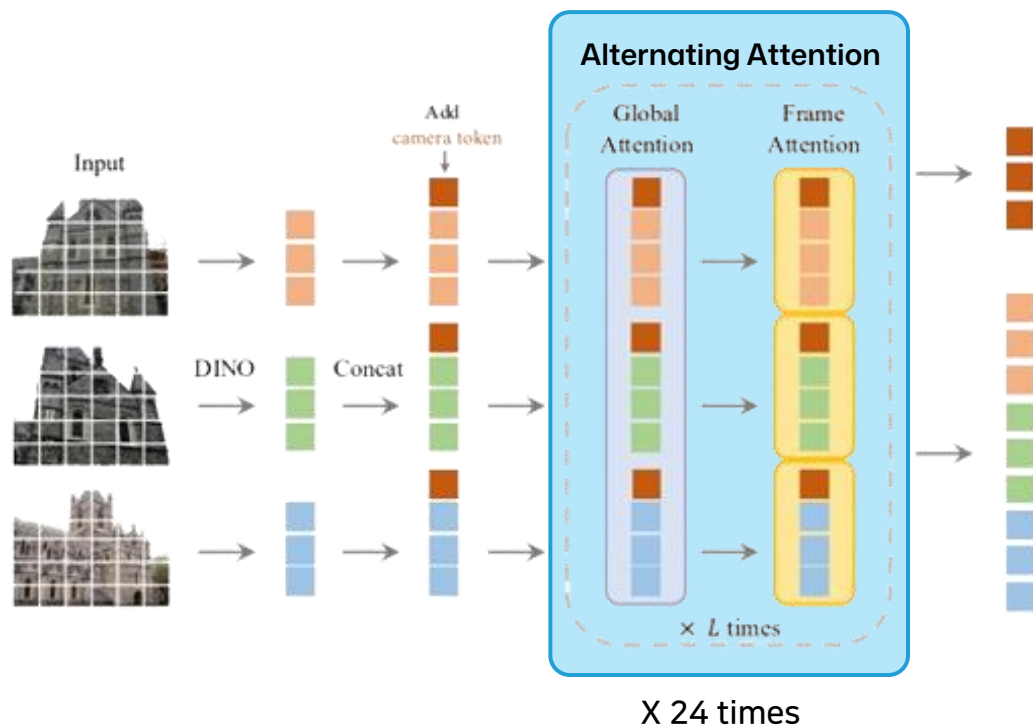 Alternating Attention
Add
camera token
Input
Global
Attention
Frame
Attention
DINO
Concat
× L times
X 24 times